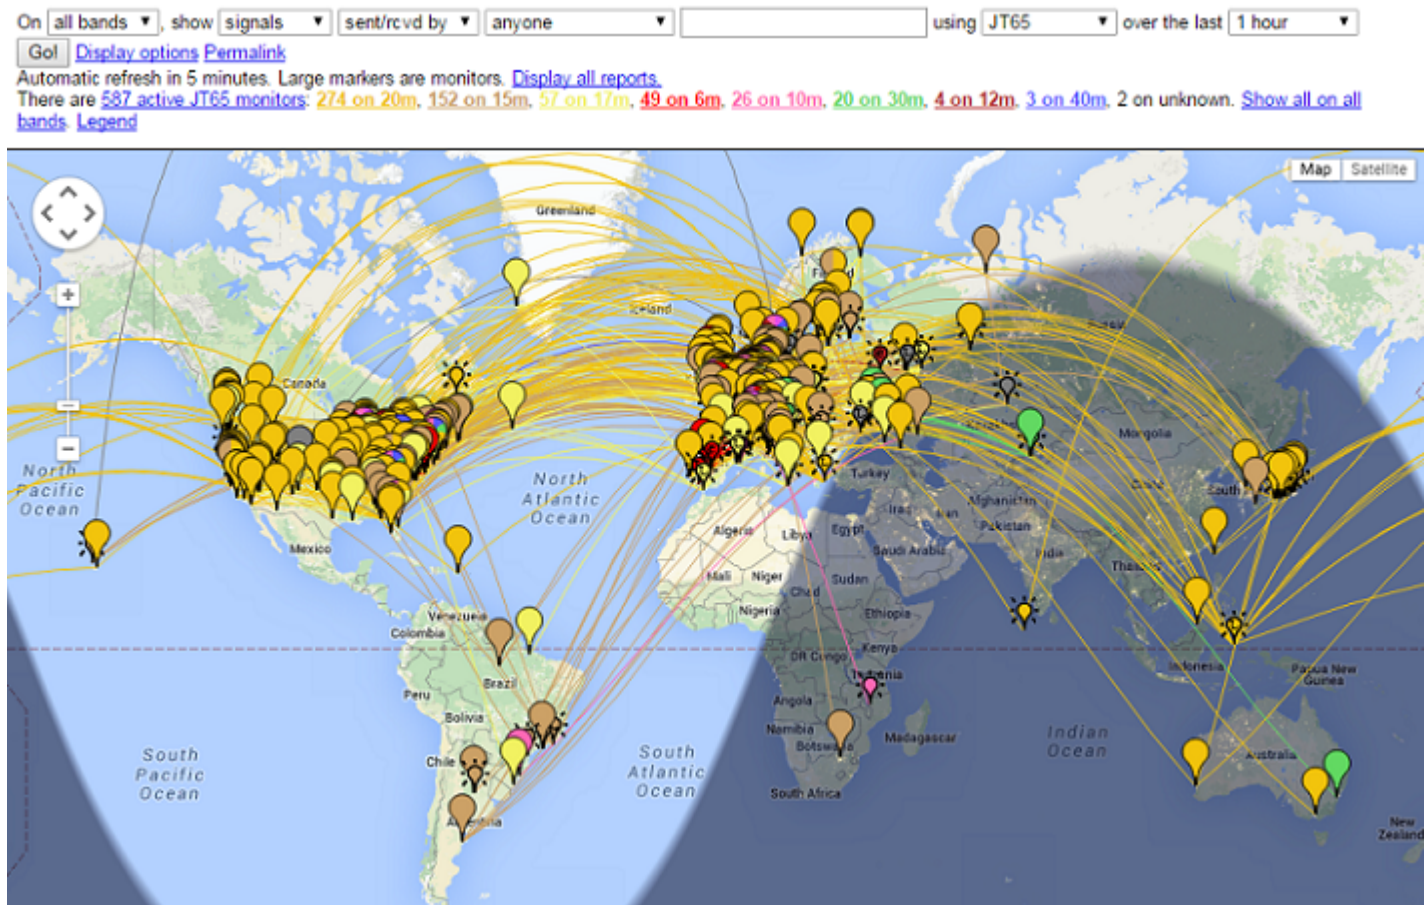 On all bands ▼, show signals ▼ sent/rcvd by ▼ anyone ▼ using JT65 ▼ over the last 1 hour ▼
Go! Display options Permalink
Automatic refresh in 5 minutes. Large markers are monitors. Display all reports.
There are 587 active JT65 monitors: 274 on 20m, 152 on 15m, 57 on 17m, 49 on 6m, 26 on 10m, 20 on 30m, 4 on 12m, 3 on 40m, 2 on unknown. Show all on all
bands. Legend
Map Satellite
Greenland
Iceland
Canada
Mongolia
North
Pacific
Ocean
North
Atlantic
Ocean
Turkey
South
Afghanistan
Pakistan
Algeria
Libya
Egypt
Saudi Arabia
India
Mexico
Mali
Niger
Chad
Sudan
Nigeria
Ethiopia
Venezuela
Colombia
DR Congo
Kenya
Indonesia
Papua New
Guinea
Peru
Brazil
Angola
Bolivia
Namibia
Madagascar
South
Pacific
Ocean
Chile
South
Atlantic
Ocean
Indian
Ocean
Australia
South Africa
New
Zealand